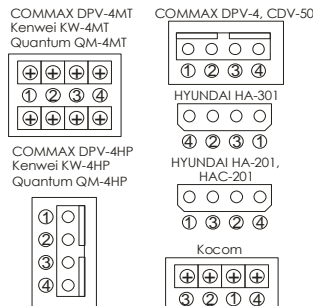 COMMAX DPV-4MT
Kenwei KW-4MT
Quantum QM-4MT
1 2 3 4
COMMAX DPV-4HP
Kenwei KW-4HP
Quantum QM-4HP
1
2
3
4
COMMAX DPV-4, CDV-50
1 2 3 4
HYUNDAI HA-301
4 2 3 1
HYUNDAI HA-201,
HAC-201
1 3 2 4
Kocom
3 2 1 4